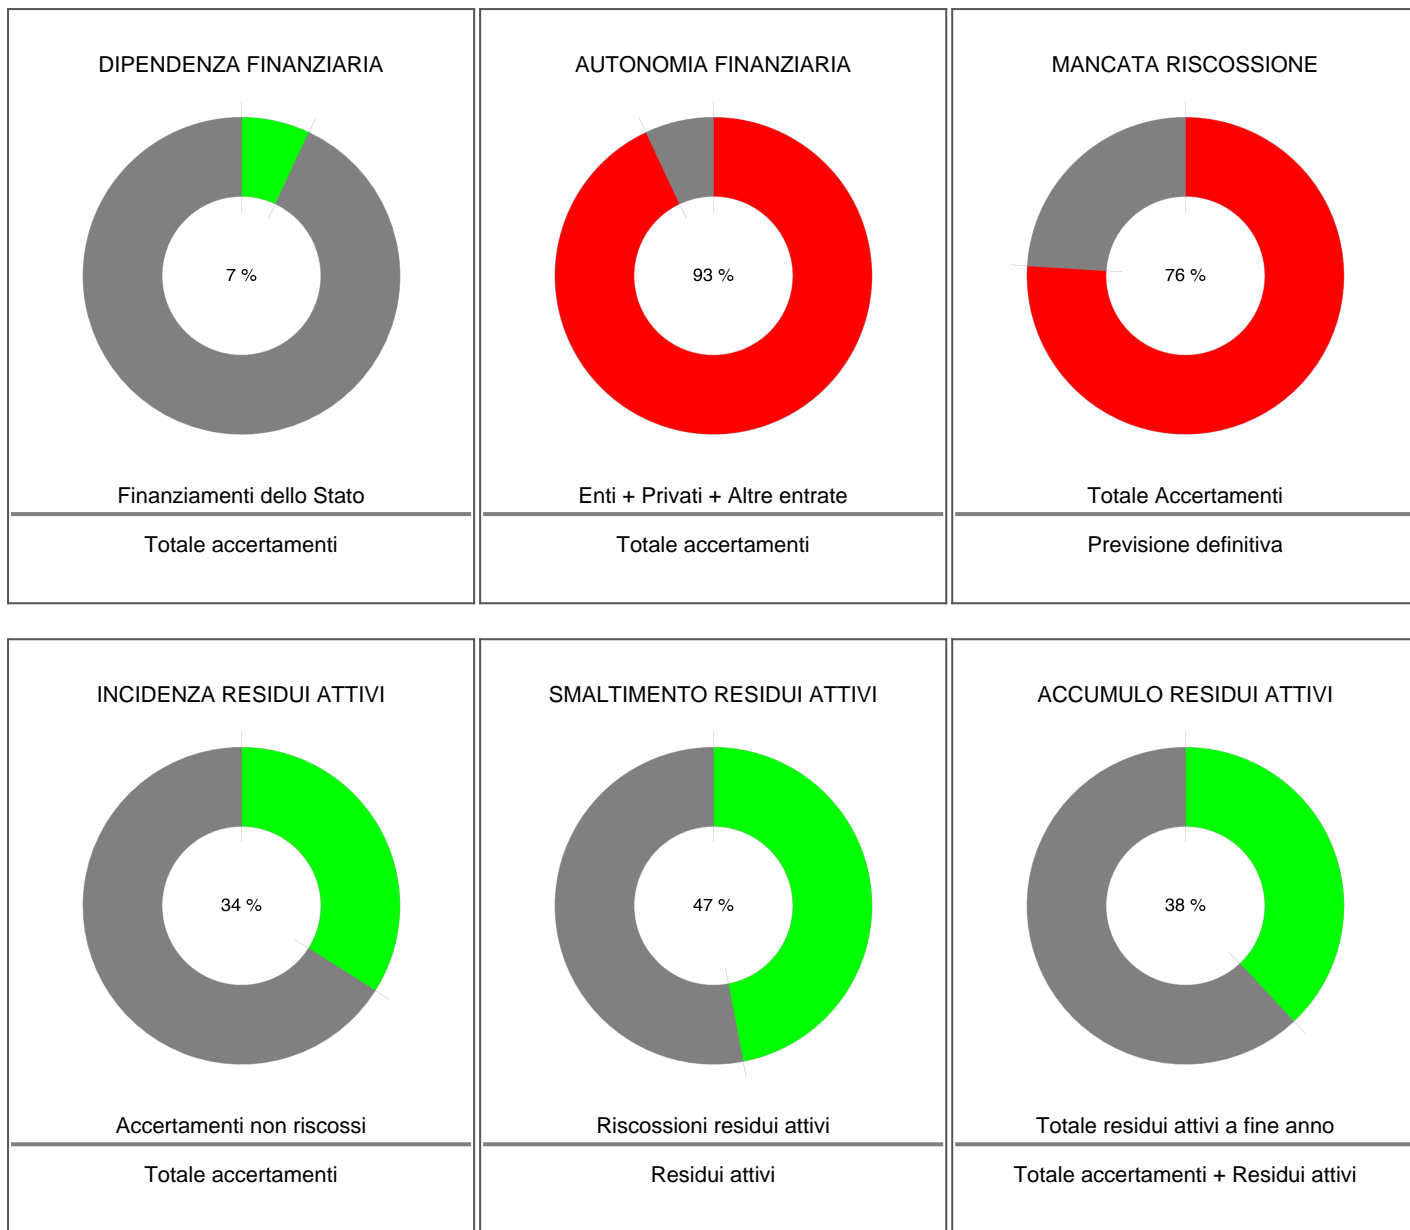 DIPENDENZA FINANZIARIA
7 %
Finanziamenti dello Stato
Totale accertamenti
AUTONOMIA FINANZIARIA
93 %
Enti + Privati + Altre entrate
Totale accertamenti
MANCATA RISCOSSIONE
76 %
Totale Accertamenti
Previsione definitiva
INCIDENZA RESIDUI ATTIVI
34 %
Accertamenti non riscossi
Totale accertamenti
SMALTIMENTO RESIDUI ATTIVI
47 %
Riscossioni residui attivi
Residui attivi
ACCUMULO RESIDUI ATTIVI
38 %
Totale residui attivi a fine anno
Totale accertamenti + Residui attivi